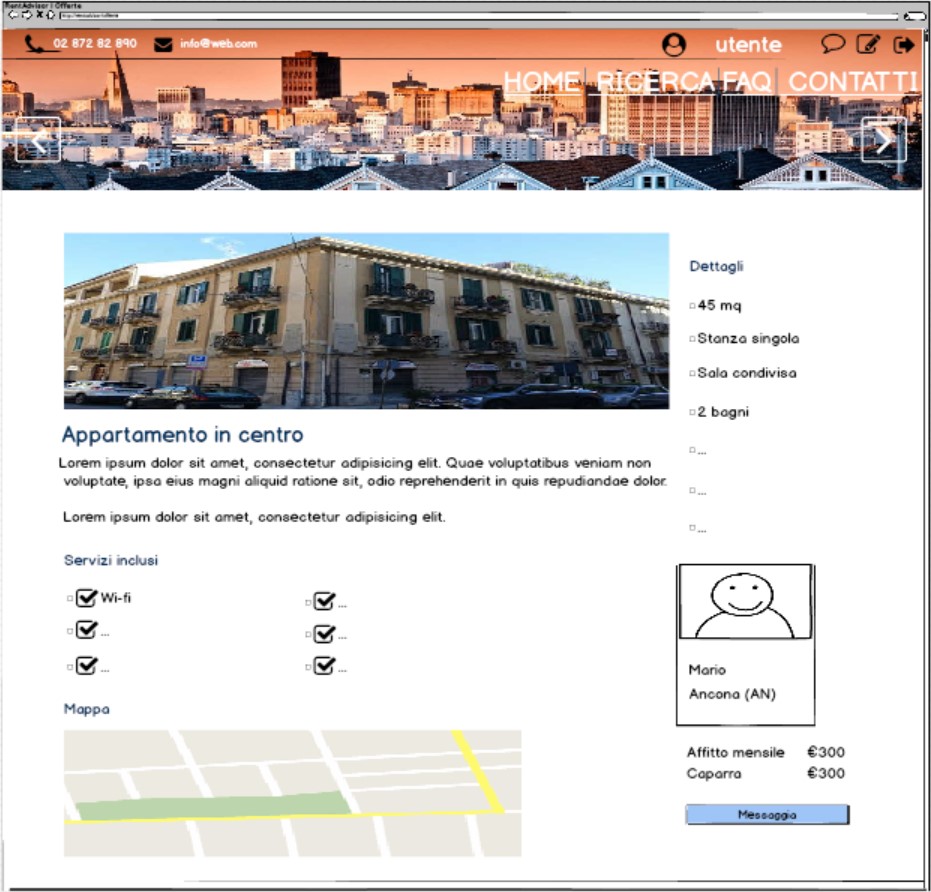 RentAdvisor | Offerta
02 872 82 890 info@web.com utente
HOME RICERCA FAQ CONTATTI
Dettagli
45 mq
Stanza singola
Sala condivisa
2 bagni
...
...
...
Appartamento in centro
Lorem ipsum dolor sit amet, consectetur adipisicing elit. Quae voluptatibus veniam non
voluptate, ipsa eius magni aliquid ratione sit, odio reprehenderit in quis repudiandae dolor.
Lorem ipsum dolor sit amet, consectetur adipisicing elit.
Servizi inclusi
Wi-fi ...
... ...
... ...
Mappa
Mario
Ancona (AN)
Affitto mensile €300
Caparra €300
Messaggia